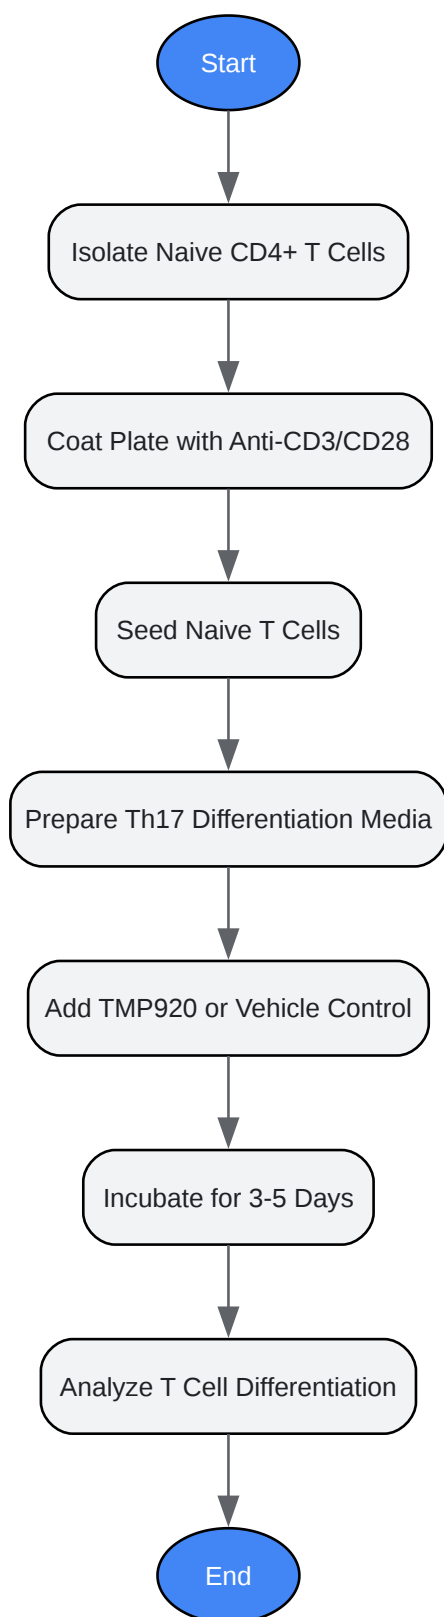 Start
Isolate Naive CD4+ T Cells
Coat Plate with Anti-CD3/CD28
Seed Naive T Cells
Prepare Th17 Differentiation Media
Add TMP920 or Vehicle Control
Incubate for 3-5 Days
Analyze T Cell Differentiation
End